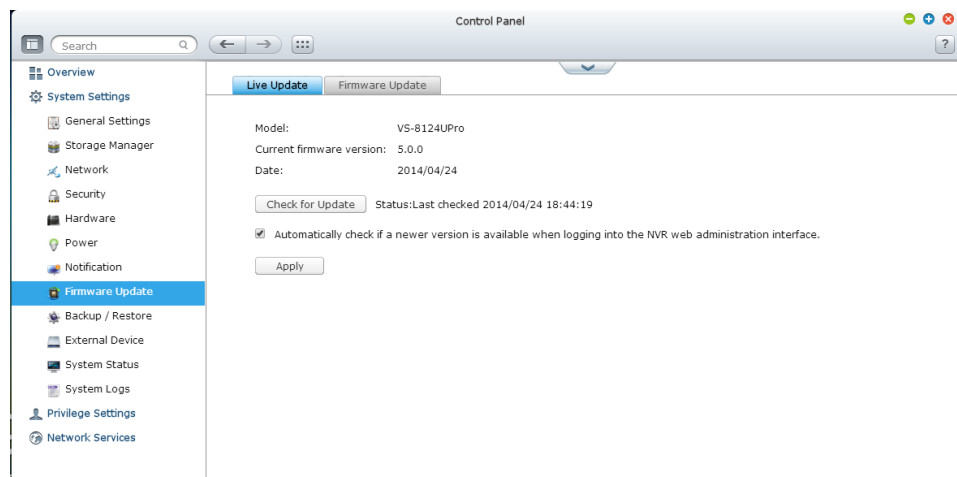 Control Panel
Search
?
Overview
System Settings
General Settings
Storage Manager
Network
Security
Hardware
Power
Notification
Firmware Update
Backup / Restore
External Device
System Status
System Logs
Privilege Settings
Network Services
Live Update
Firmware Update
Model: VS-8124UPro
Current firmware version: 5.0.0
Date: 2014/04/24
Check for Update Status:Last checked 2014/04/24 18:44:19
Automatically check if a newer version is available when logging into the NVR web administration interface.
Apply